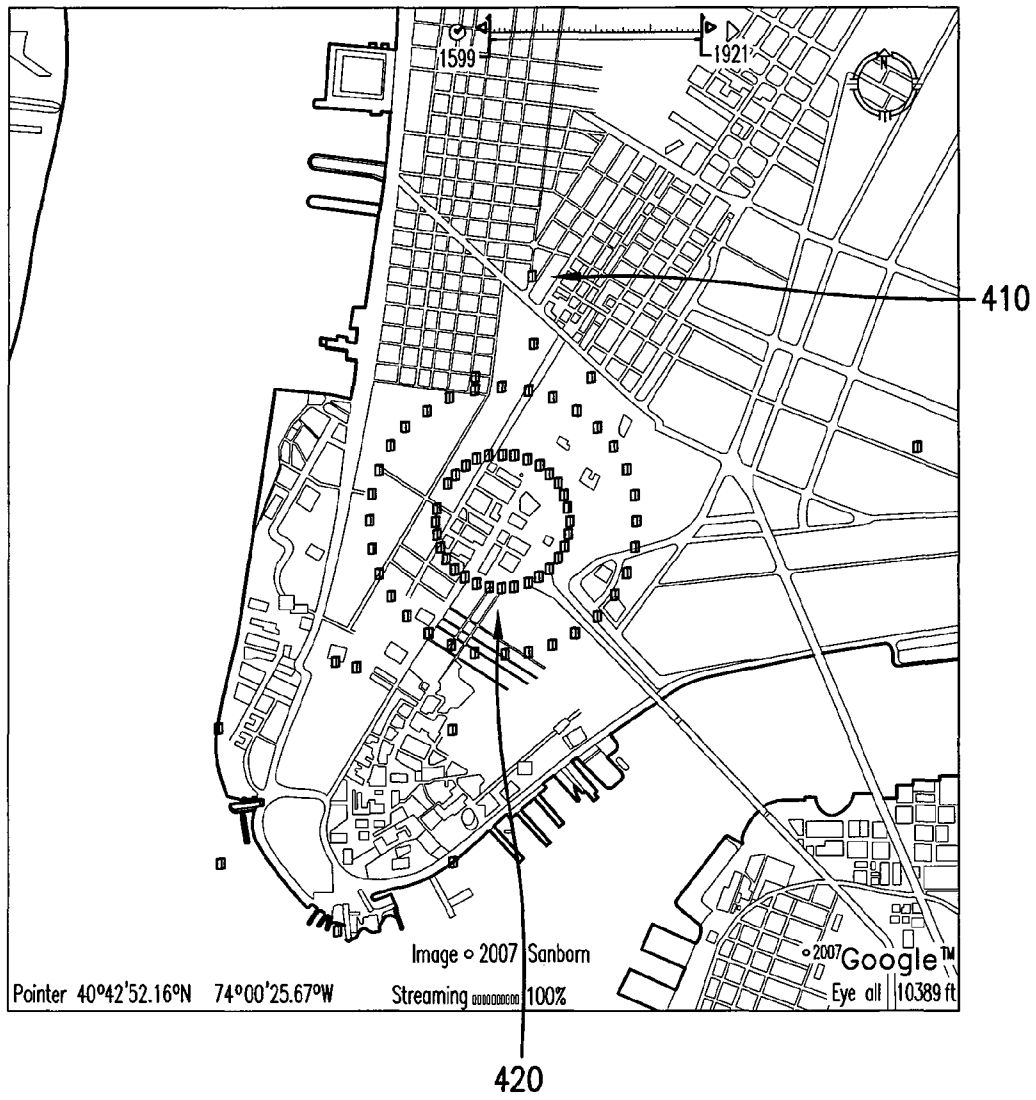 1599
1921
N
410
Image © 2007 Sanborn
© 2007 Google™
Pointer 40°42'52.16"N 74°00'25.67"W
Streaming 100%
Eye alt 10389 ft
420